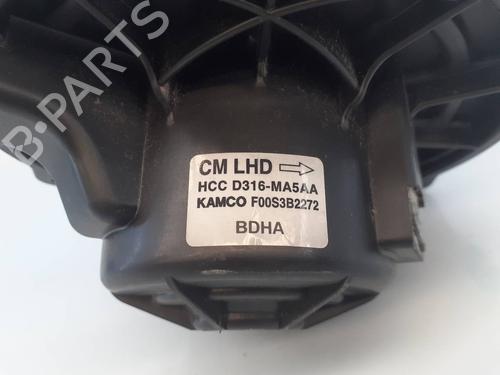 B-PARTS
CM LHD
HCC D316-MA5AA
KAMCO F00S3B2272
BDHA